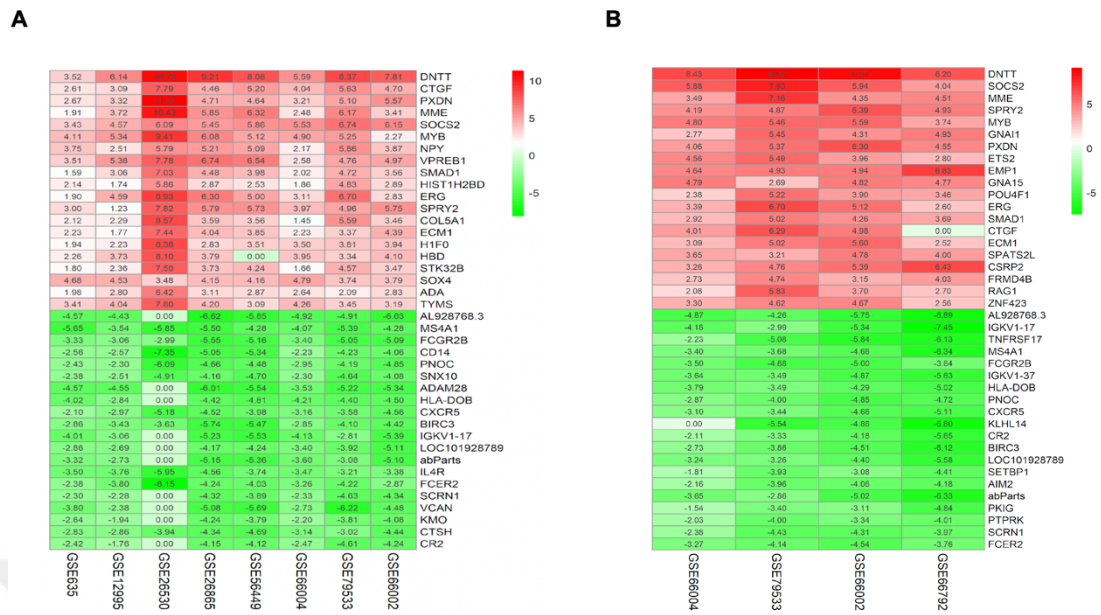 A
3.52 6.14 8.21 8.08 5.59 8.37 7.81 DNTT
2.61 3.09 7.79 4.46 5.20 4.04 5.63 4.70 CTGF
2.67 3.32 4.71 4.64 3.21 5.10 5.57 PXDN
1.91 3.72 5.85 6.32 2.48 6.17 3.41 MME
3.43 4.57 6.09 5.45 5.86 5.53 6.74 6.15 SOCS2
4.11 5.34 9.41 6.08 5.12 4.90 5.25 2.27 MYB
3.75 2.51 5.79 5.21 5.09 2.17 5.86 3.87 NPY
3.51 5.38 7.78 6.74 6.54 2.58 4.76 4.97 VPREB1
1.59 3.06 7.03 4.48 3.98 2.02 4.72 3.56 SMAD1
2.14 1.74 5.86 2.87 2.53 1.86 4.83 2.89 HIST1H2BD
1.90 4.59 8.93 6.30 5.00 3.11 6.70 2.83 ERG
3.00 1.23 7.82 5.79 5.73 3.97 4.96 5.75 SPRY2
2.12 2.29 8.57 3.59 3.56 1.45 5.59 3.46 COL5A1
2.23 1.77 7.44 4.04 3.85 2.23 3.37 4.39 ECM1
1.94 2.23 8.38 2.83 3.51 3.50 3.81 3.94 H1F0
2.26 3.73 8.10 3.79 0.00 3.95 3.34 4.10 HBD
1.80 2.36 7.50 3.73 4.24 1.66 4.57 3.47 STK32B
4.68 4.53 3.48 4.15 4.16 4.79 3.74 3.79 SOX4
1.98 2.80 6.42 3.11 2.87 2.64 2.09 2.83 ADA
3.41 4.04 7.80 4.20 3.09 4.26 3.45 3.19 TYMS
-4.57 -4.43 0.00 -6.62 -5.85 -4.92 -4.91 -6.03 AL928768.3
-5.65 -3.54 -5.85 -5.50 -4.28 -4.07 -5.39 -4.28 MS4A1
-3.33 -3.06 -2.99 -5.55 -5.16 -3.40 -5.05 -5.09 FCGR2B
-2.56 -2.57 -7.35 -5.05 -5.34 -2.23 -4.23 -4.06 CD14
-2.43 -2.30 -6.09 -4.66 -4.48 -2.95 -4.19 -4.85 PNOC
-2.38 -2.51 -4.91 -4.16 -4.70 -2.30 -4.64 -4.08 SNX10
-4.57 -4.55 0.00 -6.01 -5.54 -3.53 -5.22 -5.34 ADAM28
-4.02 -2.84 0.00 -4.42 -4.81 -4.21 -4.40 -4.50 HLA-DOB
-2.10 -2.97 -5.18 -4.52 -3.98 -3.16 -3.58 -4.56 CXCR5
-2.86 -3.43 -3.63 -5.74 -5.47 -2.85 -4.10 -4.42 BIRC3
-4.01 -3.06 0.00 -5.23 -5.53 -4.13 -2.81 -5.39 IGKV1-17
-2.86 -2.69 0.00 -4.17 -4.24 -3.40 -3.92 -5.11 LOC101928789
-3.32 -2.73 0.00 -4.56 -5.85 -3.60 -3.08 -5.10 abParts
-3.50 -3.76 -5.95 -4.56 -3.74 -3.47 -3.21 -3.38 IL4R
-2.38 -3.80 -8.15 -4.24 -4.03 -3.26 -4.22 -2.87 FCER2
-2.30 -2.28 0.00 -4.32 -3.89 -2.33 -4.63 -4.34 SCRN1
-3.80 -2.38 0.00 -5.08 -5.69 -2.73 -6.22 -4.48 VCAN
-2.64 -1.94 0.00 -4.24 -3.79 -2.20 -3.81 -4.08 KMO
-2.83 -2.86 -3.94 -4.34 -4.69 -3.14 -3.02 -4.44 CTSH
-2.42 -1.76 0.00 -4.15 -4.12 -2.47 -4.61 -4.24 CR2
GSE635 GSE12995 GSE26530 GSE26865 GSE56449 GSE66004 GSE79533 GSE66002
10
5
0
-5
B
6.43 6.20 DNTT
5.88 7.93 5.94 4.04 SOCS2
3.49 7.16 4.35 4.51 MME
4.19 4.87 6.39 4.93 SPRY2
4.80 5.46 5.59 3.74 MYB
2.77 5.45 4.31 4.93 GNAI1
4.06 5.37 6.30 4.55 PXDN
4.56 5.49 3.96 2.80 ETS2
4.64 4.93 4.94 6.83 EMP1
4.79 2.69 4.82 4.77 GNA15
2.38 5.22 3.90 3.46 POU4F1
3.39 6.70 5.12 2.60 ERG
2.92 5.02 4.26 3.69 SMAD1
4.01 6.29 4.98 0.00 CTGF
3.09 5.02 5.60 2.52 ECM1
3.65 3.21 4.78 4.00 SPATS2L
3.26 4.76 5.39 6.43 CSRP2
2.73 4.74 3.15 4.03 FRMD4B
2.08 5.83 3.70 2.70 RAG1
3.30 4.62 4.67 2.56 ZNF423
-4.87 -4.26 -5.75 -6.89 AL928768.3
-4.18 -2.99 -5.34 -7.45 IGKV1-17
-2.23 -5.08 -5.84 -6.13 TNFRSF17
-3.40 -3.68 -4.66 -6.34 MS4A1
-3.62 -4.88 -5.00 -3.64 FCGR2B
-3.64 -3.49 -4.87 -5.63 IGKV1-37
-3.79 -3.49 -4.29 -5.02 HLA-DOB
-2.87 -4.00 -4.85 -4.72 PNOC
-3.10 -3.44 -4.66 -5.11 CXCR5
0.00 -5.54 -4.85 -5.80 KLHL14
-2.11 -3.33 -4.18 -5.65 CR2
-2.73 -3.86 -4.51 -6.12 BIRC3
-3.24 -3.26 -4.40 -5.58 LOC101928789
-1.81 -3.93 -3.08 -4.41 SETBP1
-2.16 -3.96 -4.06 -4.18 AIM2
-3.65 -2.86 -5.02 -6.33 abParts
-1.54 -3.40 -3.11 -4.84 PKIG
-2.03 -4.00 -3.34 -4.01 PTPRK
-2.38 -4.43 -4.31 -3.97 SCRN1
-3.27 -4.14 -4.54 -3.76 FCER2
GSE66004 GSE79533 GSE66002 GSE66792
5
0
-5